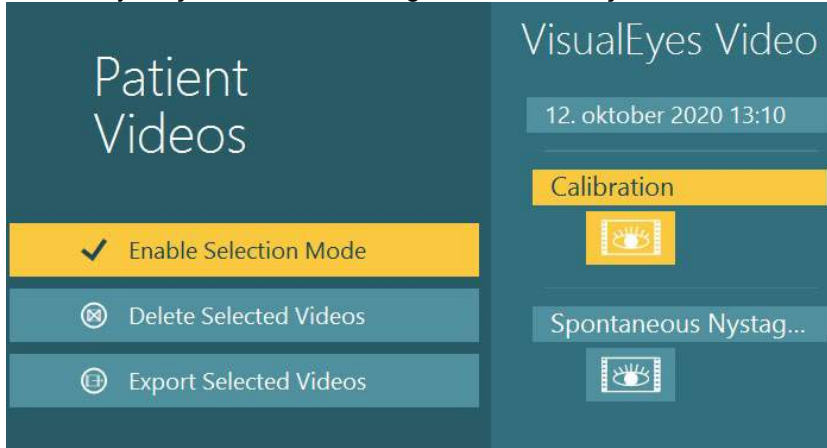 Patient
Videos
Enable Selection Mode
Delete Selected Videos
Export Selected Videos
VisualEyes Video
12. oktober 2020 13:10
Calibration
Spontaneous Nystag...